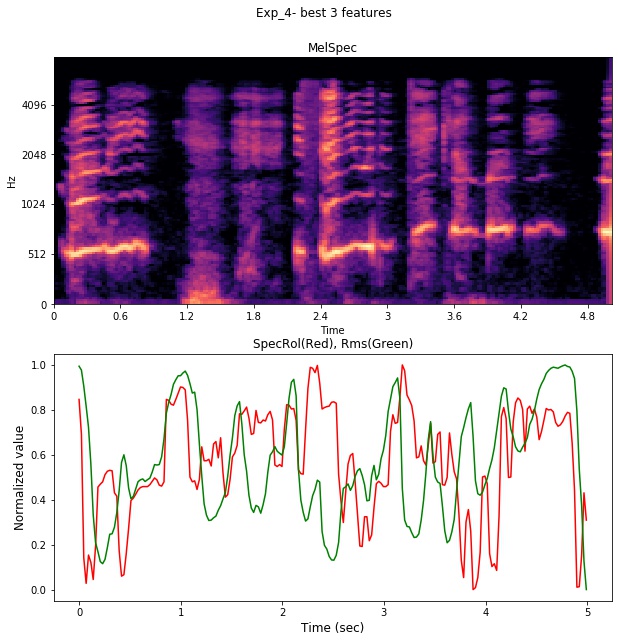 Exp_4- best 3 features
MelSpec
4096
2048
1024
512
0
Hz
0 0.6 1.2 1.8 2.4 3 3.6 4.2 4.8
Time
SpecRol(Red), Rms(Green)
1.0
0.8
0.6
0.4
0.2
0.0
Normalized value
0 1 2 3 4 5
Time (sec)